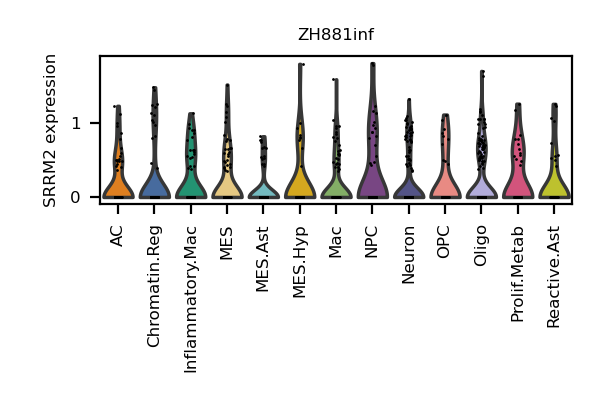 ZH881inf
SRRM2 expression
1
0
AC
Chromatin.Reg
Inflammatory.Mac
MES
MES.Ast
MES.Hyp
Mac
NPC
Neuron
OPC
Oligo
Prolif.Metab
Reactive.Ast